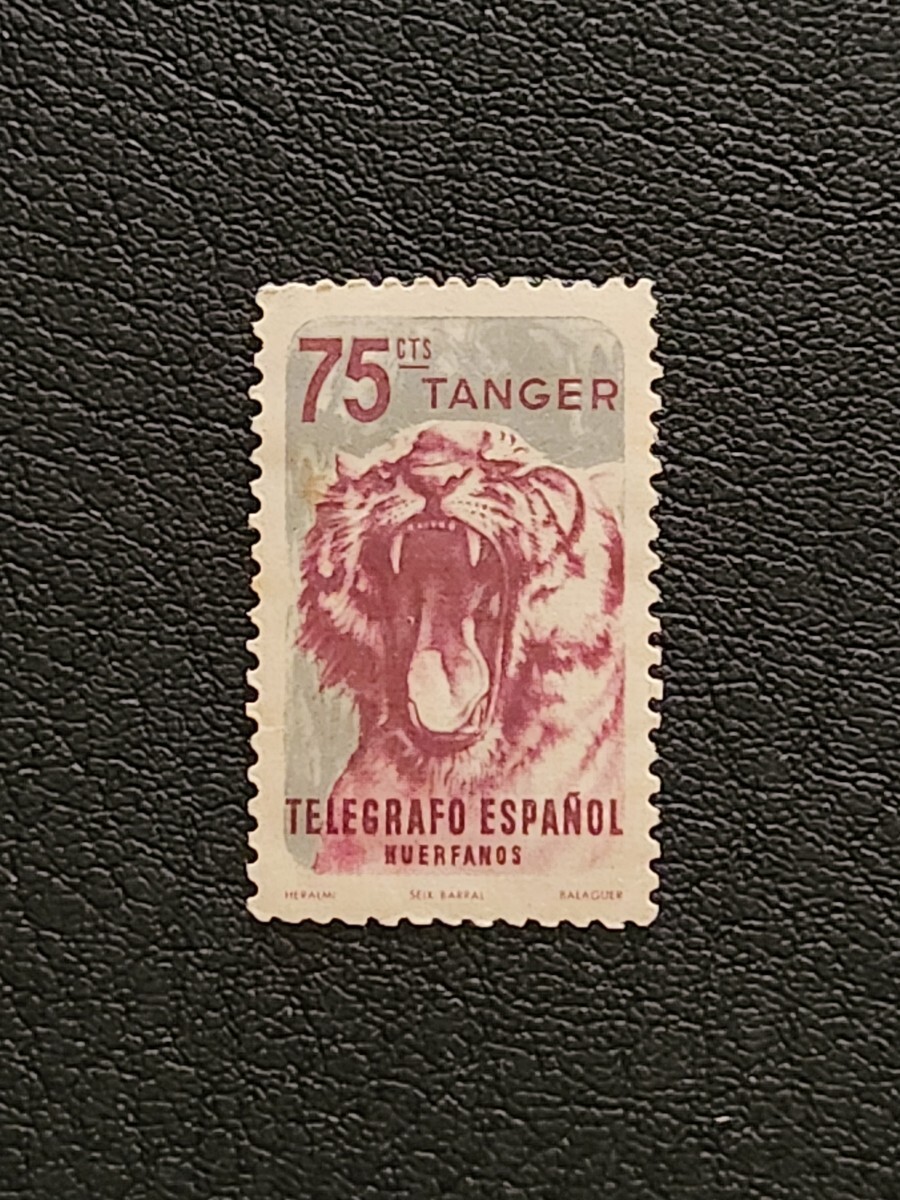 75 CTS
TANGER
TELEGRAFO ESPAÑOL
HUERFANOS
HERALMI SEIX BARRAL BALAGUER